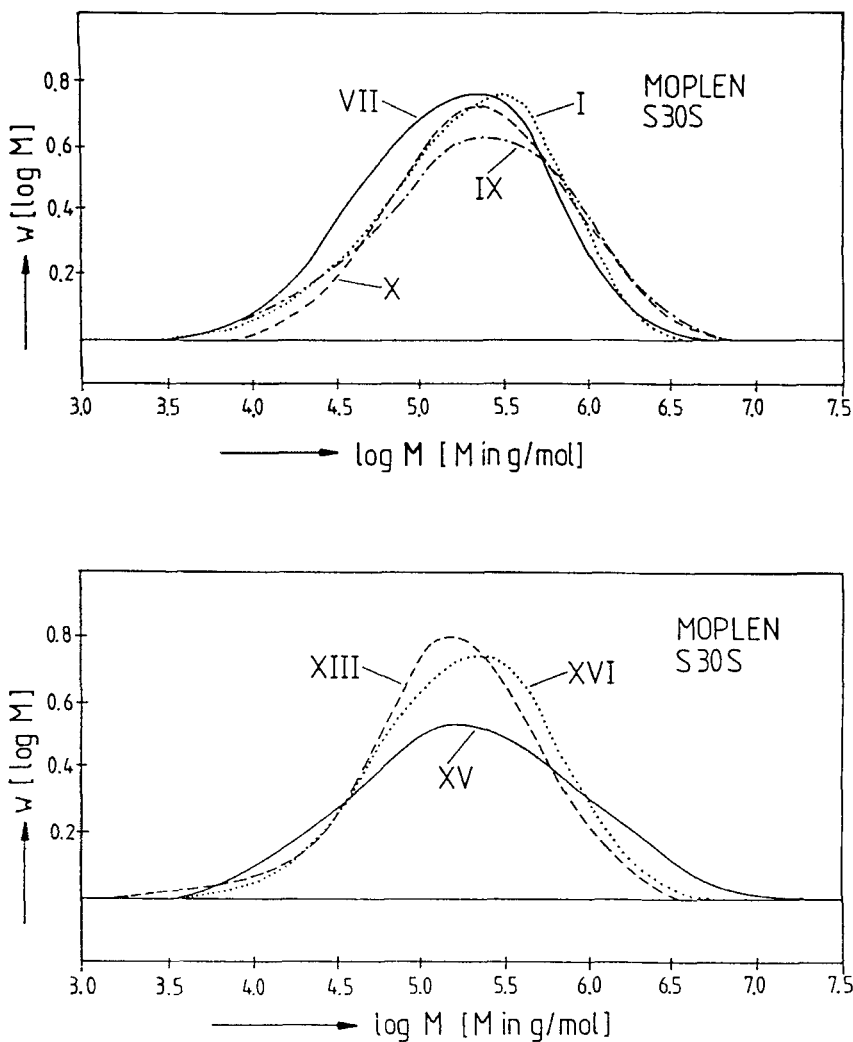 MOPLEN
S30S
VII
I
IX
X
0.8
0.6
0.4
0.2
W [log M]
3.0 3.5 4.0 4.5 5.0 5.5 6.0 6.5 7.0 7.5
log M [M in g/mol]
MOPLEN
S30S
XIII
XVI
XV
0.8
0.6
0.4
0.2
W [log M]
3.0 3.5 4.0 4.5 5.0 5.5 6.0 6.5 7.0 7.5
log M [M in g/mol]